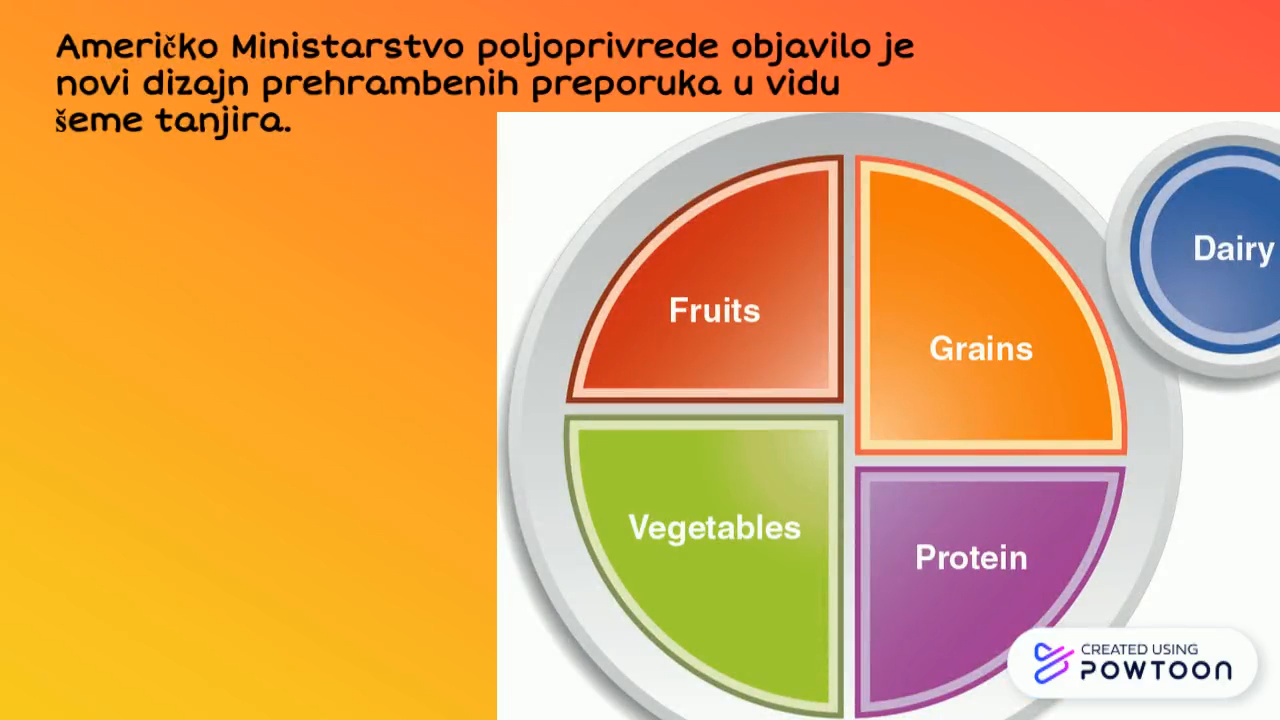 Američko Ministarstvo poljoprivrede objavilo je
novi dizajn prehrambenih preporuka u vidu
šeme tanjira.
Dairy
Fruits
Grains
Vegetables
Protein
CREATED USING
POWTOON